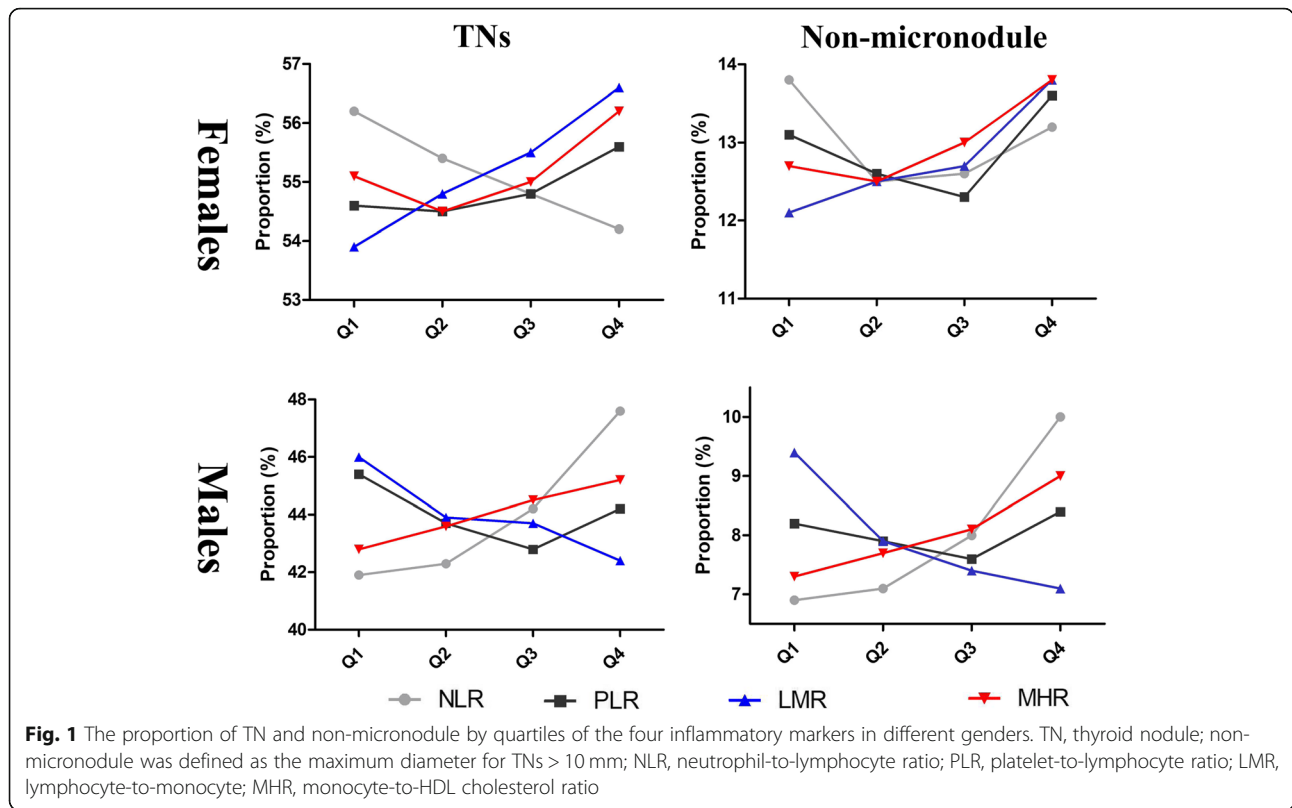 TNs
Non-micronodule
Females
Proportion (%)
57
56
55
54
53
Q1
Q2
Q3
Q4
Proportion (%)
14
13
12
11
Q1
Q2
Q3
Q4
Males
Proportion (%)
48
46
44
42
40
Q1
Q2
Q3
Q4
Proportion (%)
10
9
8
7
Q1
Q2
Q3
Q4
NLR PLR LMR MHR
Fig. 1 The proportion of TN and non-micronodule by quartiles of the four inflammatory markers in different genders. TN, thyroid nodule; non-
micronodule was defined as the maximum diameter for TNs > 10 mm; NLR, neutrophil-to-lymphocyte ratio; PLR, platelet-to-lymphocyte ratio; LMR,
lymphocyte-to-monocyte; MHR, monocyte-to-HDL cholesterol ratio